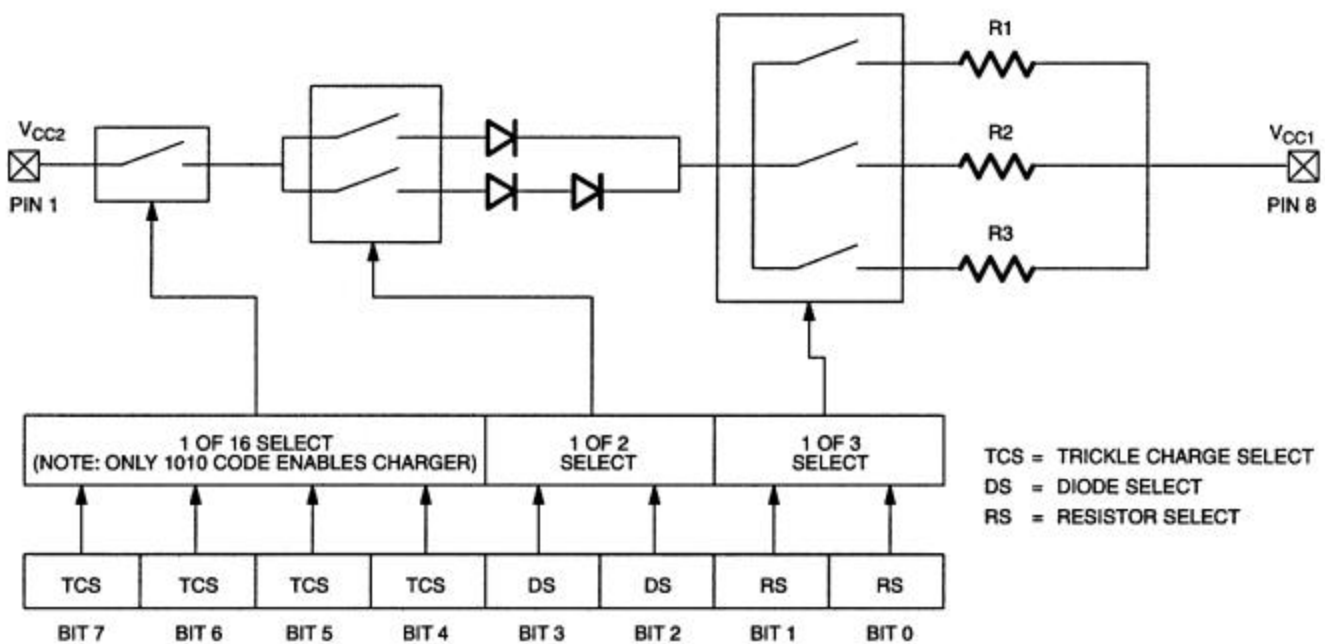 R1
VCC2
R2
VCC1
PIN 1
PIN 8
R3
1 OF 16 SELECT
(NOTE: ONLY 1010 CODE ENABLES CHARGER)
1 OF 2
SELECT
1 OF 3
SELECT
TCS = TRICKLE CHARGE SELECT
DS = DIODE SELECT
RS = RESISTOR SELECT
TCS TCS TCS TCS DS DS RS RS
BIT 7 BIT 6 BIT 5 BIT 4 BIT 3 BIT 2 BIT 1 BIT 0